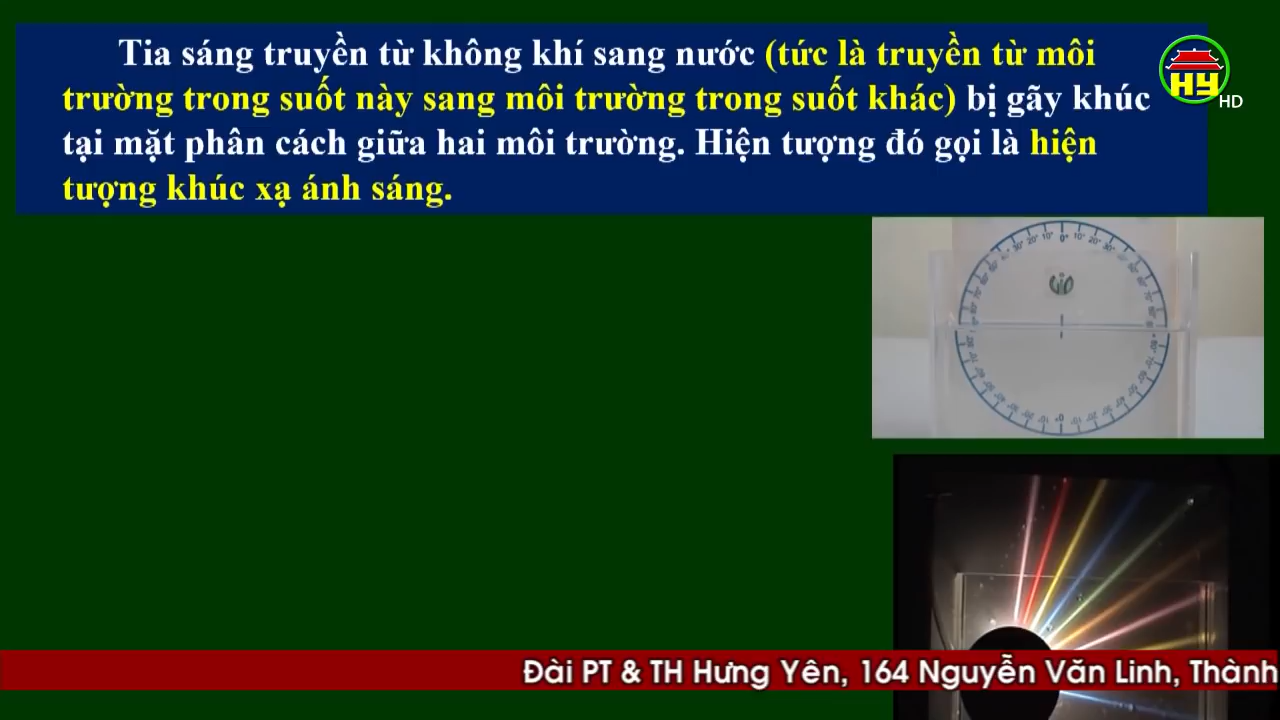 Tia sáng truyền từ không khí sang nước (tức là truyền từ môi
trường trong suốt này sang môi trường trong suốt khác) bị gãy khúc
tại mặt phân cách giữa hai môi trường. Hiện tượng đó gọi là hiện
tượng khúc xạ ánh sáng.
HY
HD
Đài PT & TH Hưng Yên, 164 Nguyễn Văn Linh, Thành